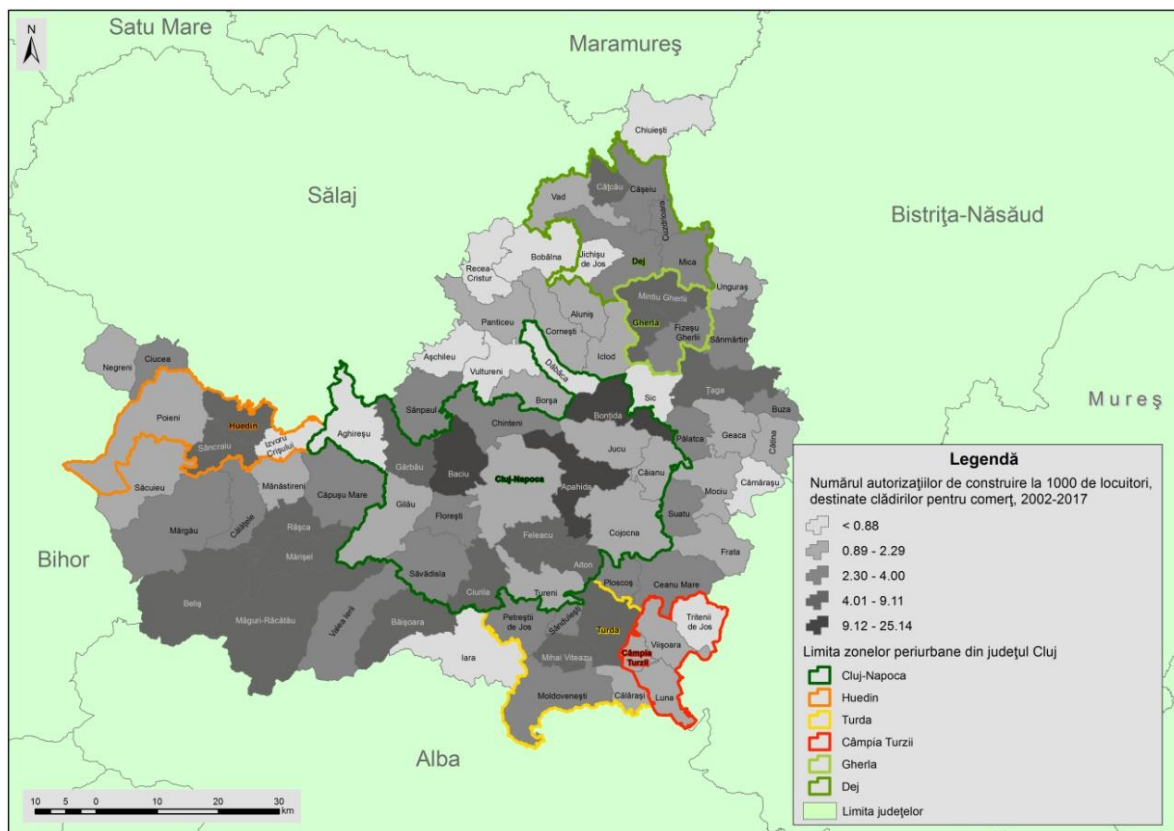 N
Satu Mare
Maramureş
Sălaj
Bistriţa-Năsăud
Mureş
Bihor
Alba
Chiuieşti
Câţcău
Căşeiu
Vad
Cuzdrioara
Bobâlna
Jichişu
de Jos
Dej
Mica
Recea-
Cristur
Unguraş
Mintiu Gherlii
Panticeu
Aluniş
Corneşti
Gherla
Fizeşu
Gherlii
Sânmărtin
Negreni
Ciucea
Aşchileu
Vultureni
Dăbâca
Iclod
Sic
Ţaga
Borşa
Sânpaul
Bonţida
Buza
Poieni
Huedin
Chinteni
Aghireşu
Izvoru
Crişului
Sâncraiu
Jucu
Pălatca
Geaca
Cătina
Gârbău
Baciu
Cluj-Napoca
Căianu
Apahida
Cămăraşu
Săcuieu
Mănăstireni
Căpuşu Mare
Gilău
Floreşti
Mociu
Suatu
Cojocna
Mărgău
Călăţele
Râşca
Feleacu
Frata
Mărişel
Săvădisla
Aiton
Ploscoş
Ceanu Mare
Beliş
Ciurila
Tureni
Măguri-Răcătău
Valea Ierii
Băişoara
Petreştii
de Jos
Sănduleşti
Turda
Tritenii
de Jos
Iara
Mihai Viteazu
Câmpia
Turzii
Viişoara
Moldoveneşti
Călăraşi
Luna
Legendă
Numărul autorizaţiilor de construire la 1000 de locuitori,
destinate clădirilor pentru comerţ, 2002-2017
< 0.88
0.89 - 2.29
2.30 - 4.00
4.01 - 9.11
9.12 - 25.14
Limita zonelor periurbane din judeţul Cluj
Cluj-Napoca
Huedin
Turda
Câmpia Turzii
Gherla
Dej
Limita judeţelor
10 5 0 10 20 30
km